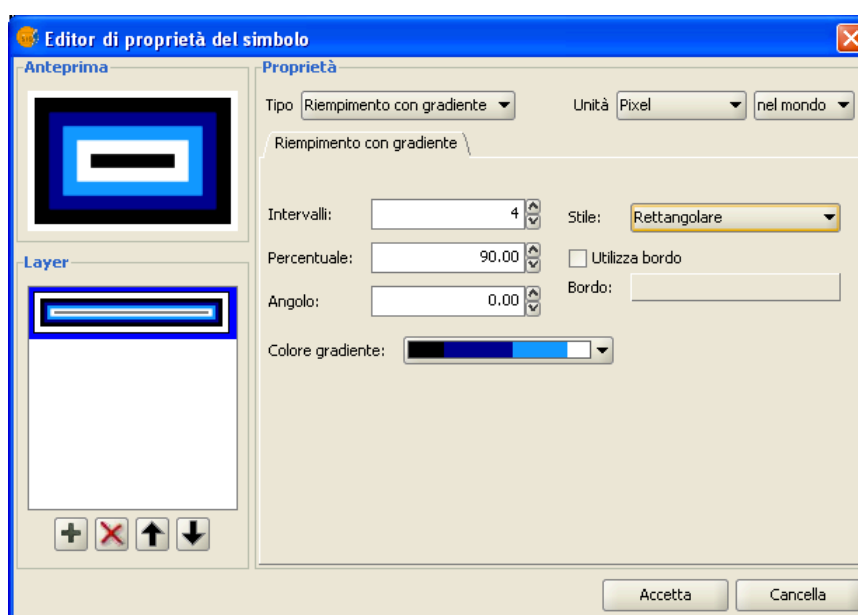 Editor di proprietà del simbolo
Anteprima
Proprietà
Tipo Riempimento con gradiente Unità Pixel nel mondo
Riempimento con gradiente
Intervalli: 4 Stile: Rettangolare
Percentuale: 90.00 Utilizza bordo
Layer
Angolo: 0.00 Bordo:
Colore gradiente:
Accetta Cancella